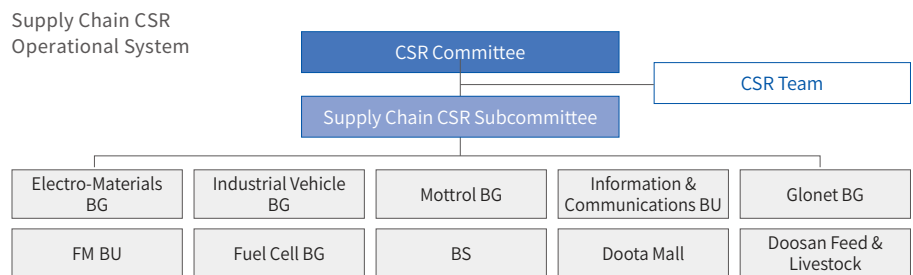 Supply Chain CSR
Operational System
CSR Committee
CSR Team
Supply Chain CSR Subcommittee
Electro-Materials
BG
Industrial Vehicle
BG
Mottrol BG
Information &
Communications BU
Glonet BG
FM BU
Fuel Cell BG
BS
Doota Mall
Doosan Feed &
Livestock